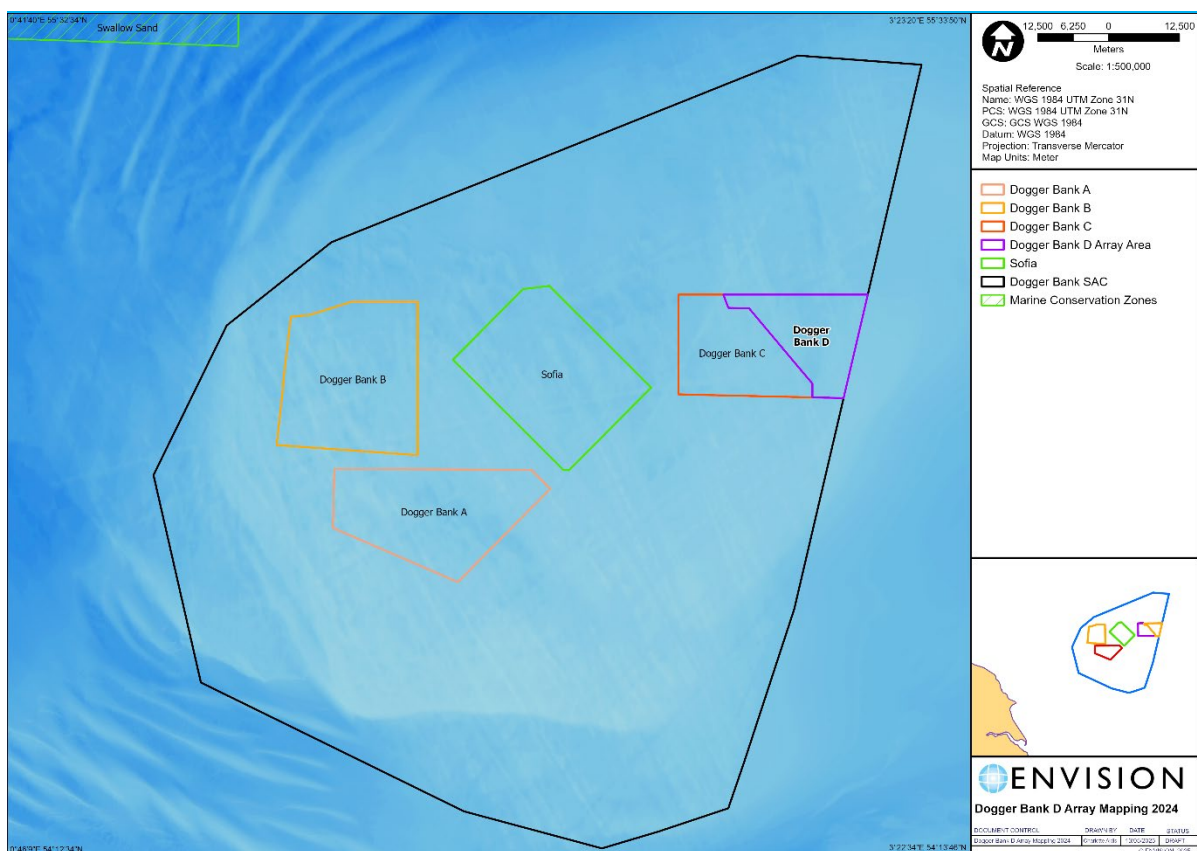 0°41'40"E 55°32'34"N
Swallow Sand
3°23'20"E 55°33'50"N
Dogger Bank B
Sofia
Dogger Bank C
Dogger
Bank D
Dogger Bank A
3°22'34"E 54°13'46"N
N
12,500 6,250 0 12,500
Meters
Scale: 1:500,000
Spatial Reference
Name: WGS 1984 UTM Zone 31N
PCS: WGS 1984 UTM Zone 31N
GCS: GCS WGS 1984
Datum: WGS 1984
Projection: Transverse Mercator
Map Units: Meter
Dogger Bank A
Dogger Bank B
Dogger Bank C
Dogger Bank D Array Area
Sofia
Dogger Bank SAC
Marine Conservation Zones
ENVISION
Dogger Bank D Array Mapping 2024
DOCUMENT CONTROL DRAWN BY DATE STATUS
Dogger Bank D Array Mapping 2024 DRAFT